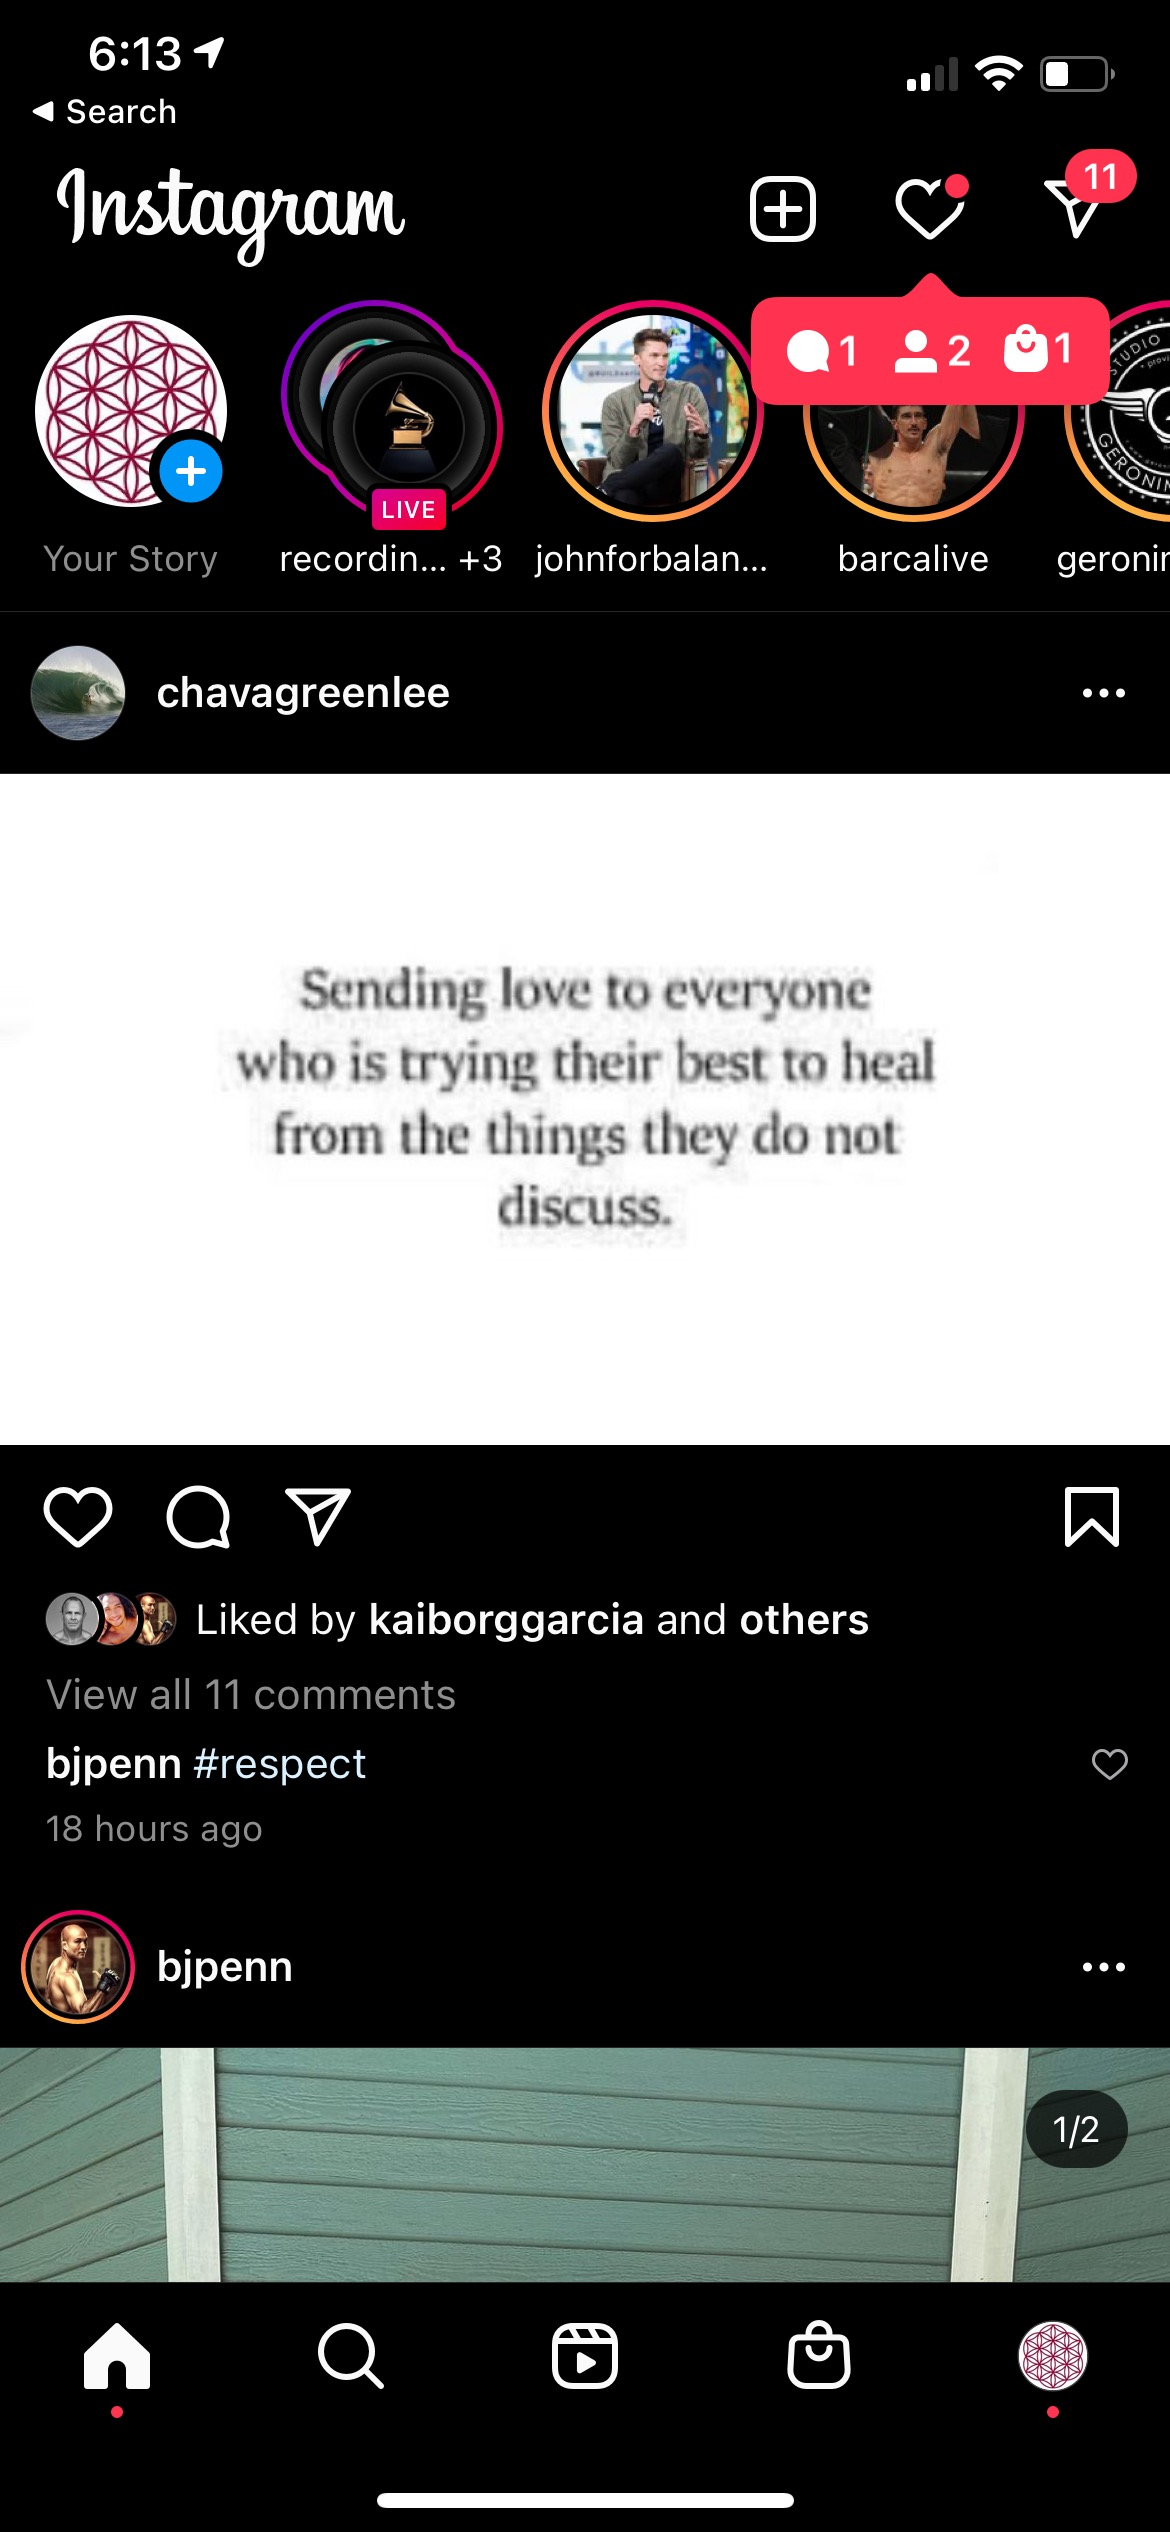 6:13
Search
Instagram
11
1 2 1
LIVE
Your Story
recordin... +3
johnforbalan...
barcalive
geronir
STUDIO
GERONIM
chavagreenlee
Sending love to everyone
who is trying their best to heal
from the things they do not
discuss.
Liked by kaiborggarcia and others
View all 11 comments
bjpenn #respect
18 hours ago
bjpenn
1/2